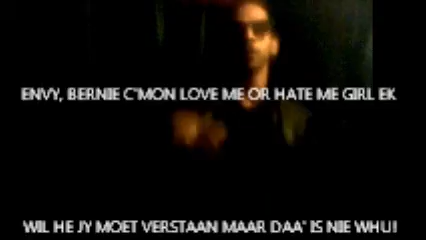 ENVY, BERNIE C"MON LOVE ME OR HATE ME GIRL EK
WIL HE JY MOET VERSTAAN MAAR DAA" IS NIE WHUI